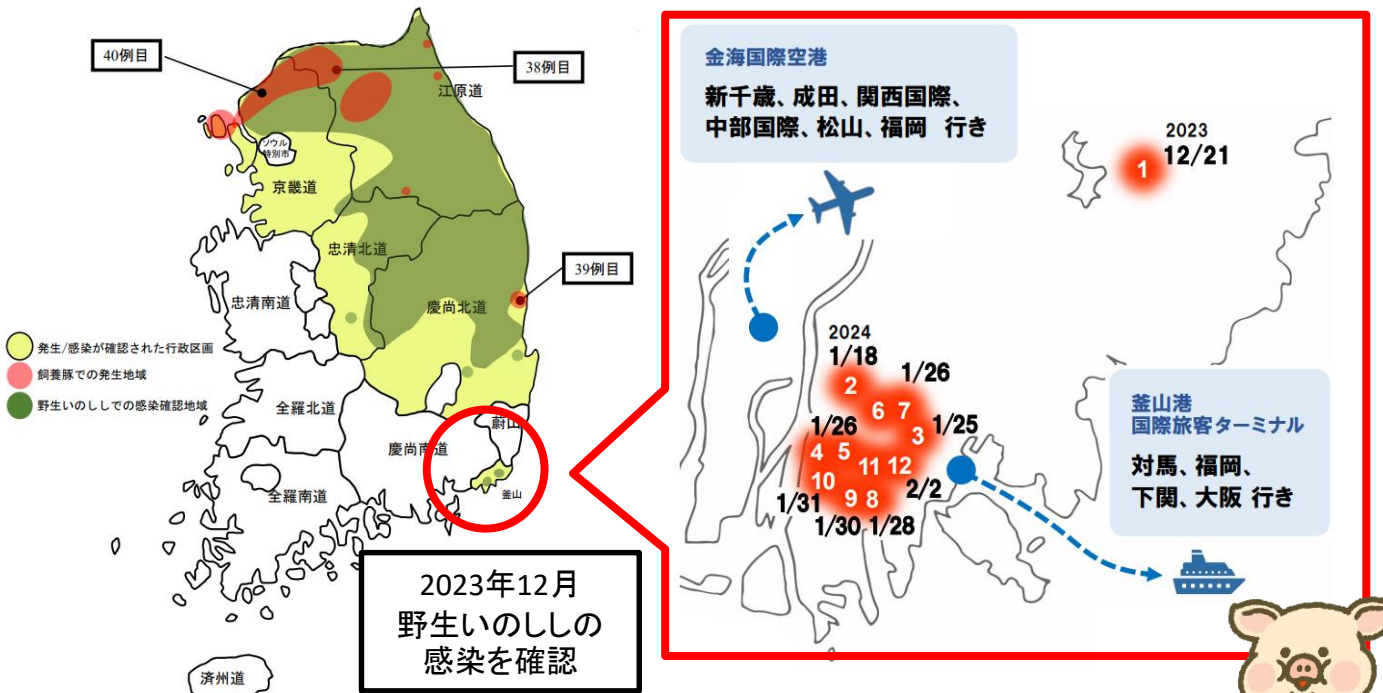 40例目
38例目
江原道
ソウル
特別市
京畿道
忠清北道
39例目
忠清南道
慶尚北道
発生/感染が確認された行政区画
飼養豚での発生地域
野生いのししでの感染確認地域
全羅北道
蔚山
慶尚南道
全羅南道
釜山
済州道
2023年12月
野生いのししの
感染を確認
金海国際空港
新千歳、成田、関西国際、
中部国際、松山、福岡 行き
2023
12/21
1
2024
1/18
2
1/26
6 7
3 1/25
1/26
4 5
11 12
10
2/2
9 8
1/31
1/30 1/28
釜山港
国際旅客ターミナル
対馬、福岡、
下関、大阪 行き